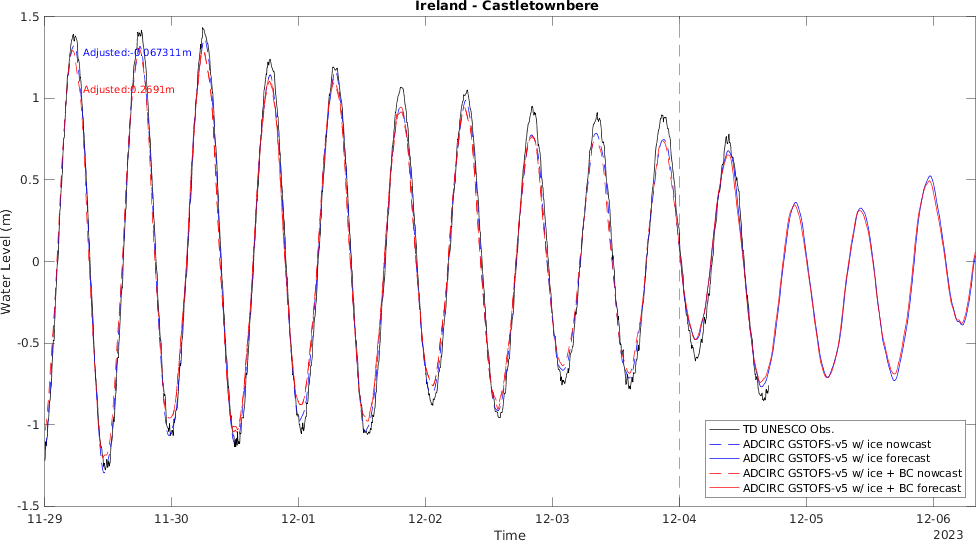 Ireland - Castletownbere
1.5
1
0.5
0
-0.5
-1
-1.5
Water Level (m)
Adjusted:-0.067311m
Adjusted:0.2691m
TD UNESCO Obs.
ADCIRC GSTOFS-v5 w/ ice nowcast
ADCIRC GSTOFS-v5 w/ ice forecast
ADCIRC GSTOFS-v5 w/ ice + BC nowcast
ADCIRC GSTOFS-v5 w/ ice + BC forecast
11-29 11-30 12-01 12-02 12-03 12-04 12-05 12-06
Time
2023